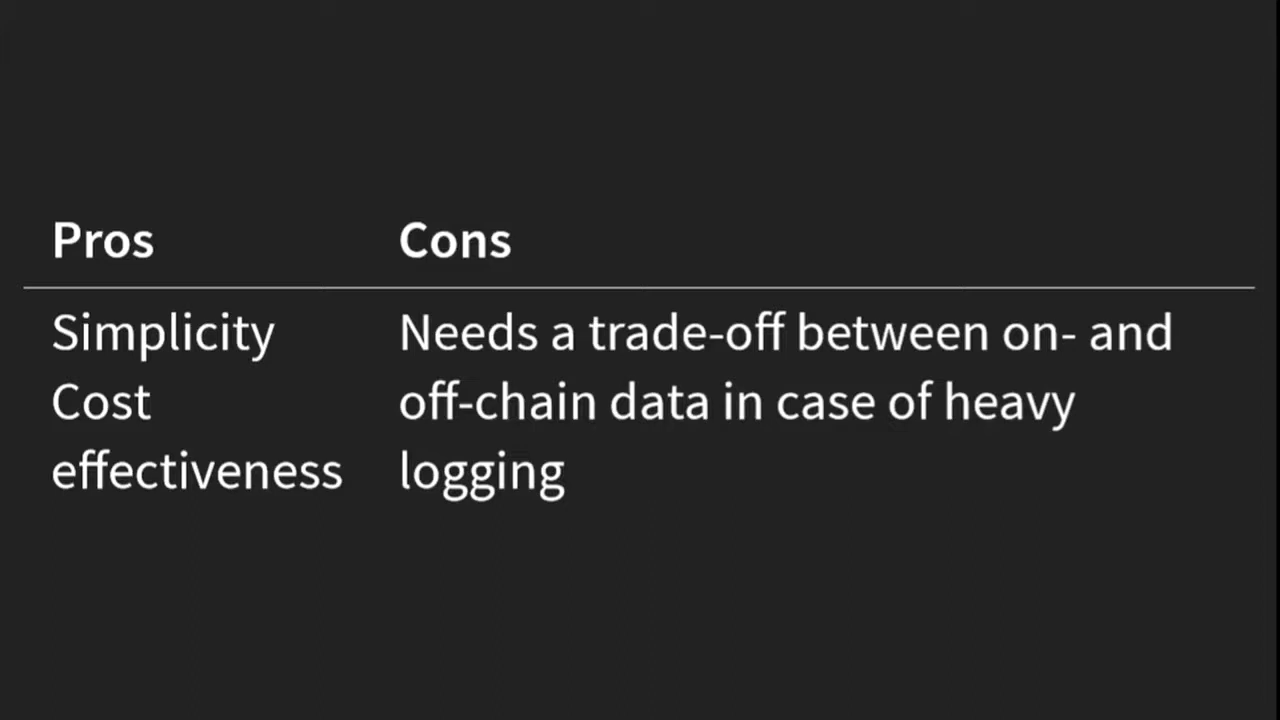 Pros
Cons
Simplicity
Cost
effectiveness
Needs a trade-off between on- and
off-chain data in case of heavy
logging